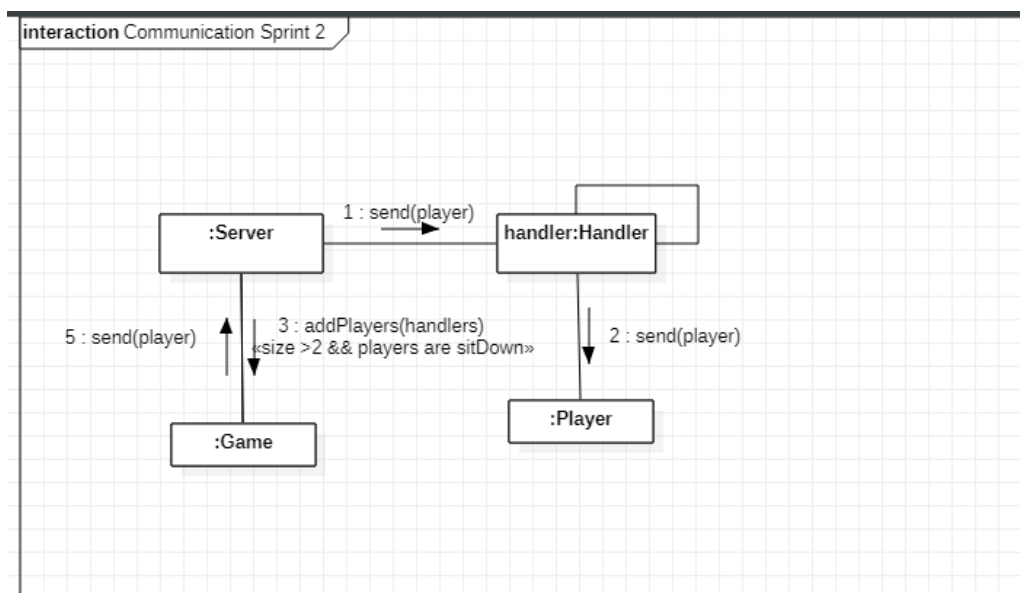 interaction Communication Sprint 2
1 : send(player)
:Server
handler:Handler
3 : addPlayers(handlers)
«size >2 && players are sitDown»
5 : send(player)
2 : send(player)
:Player
:Game